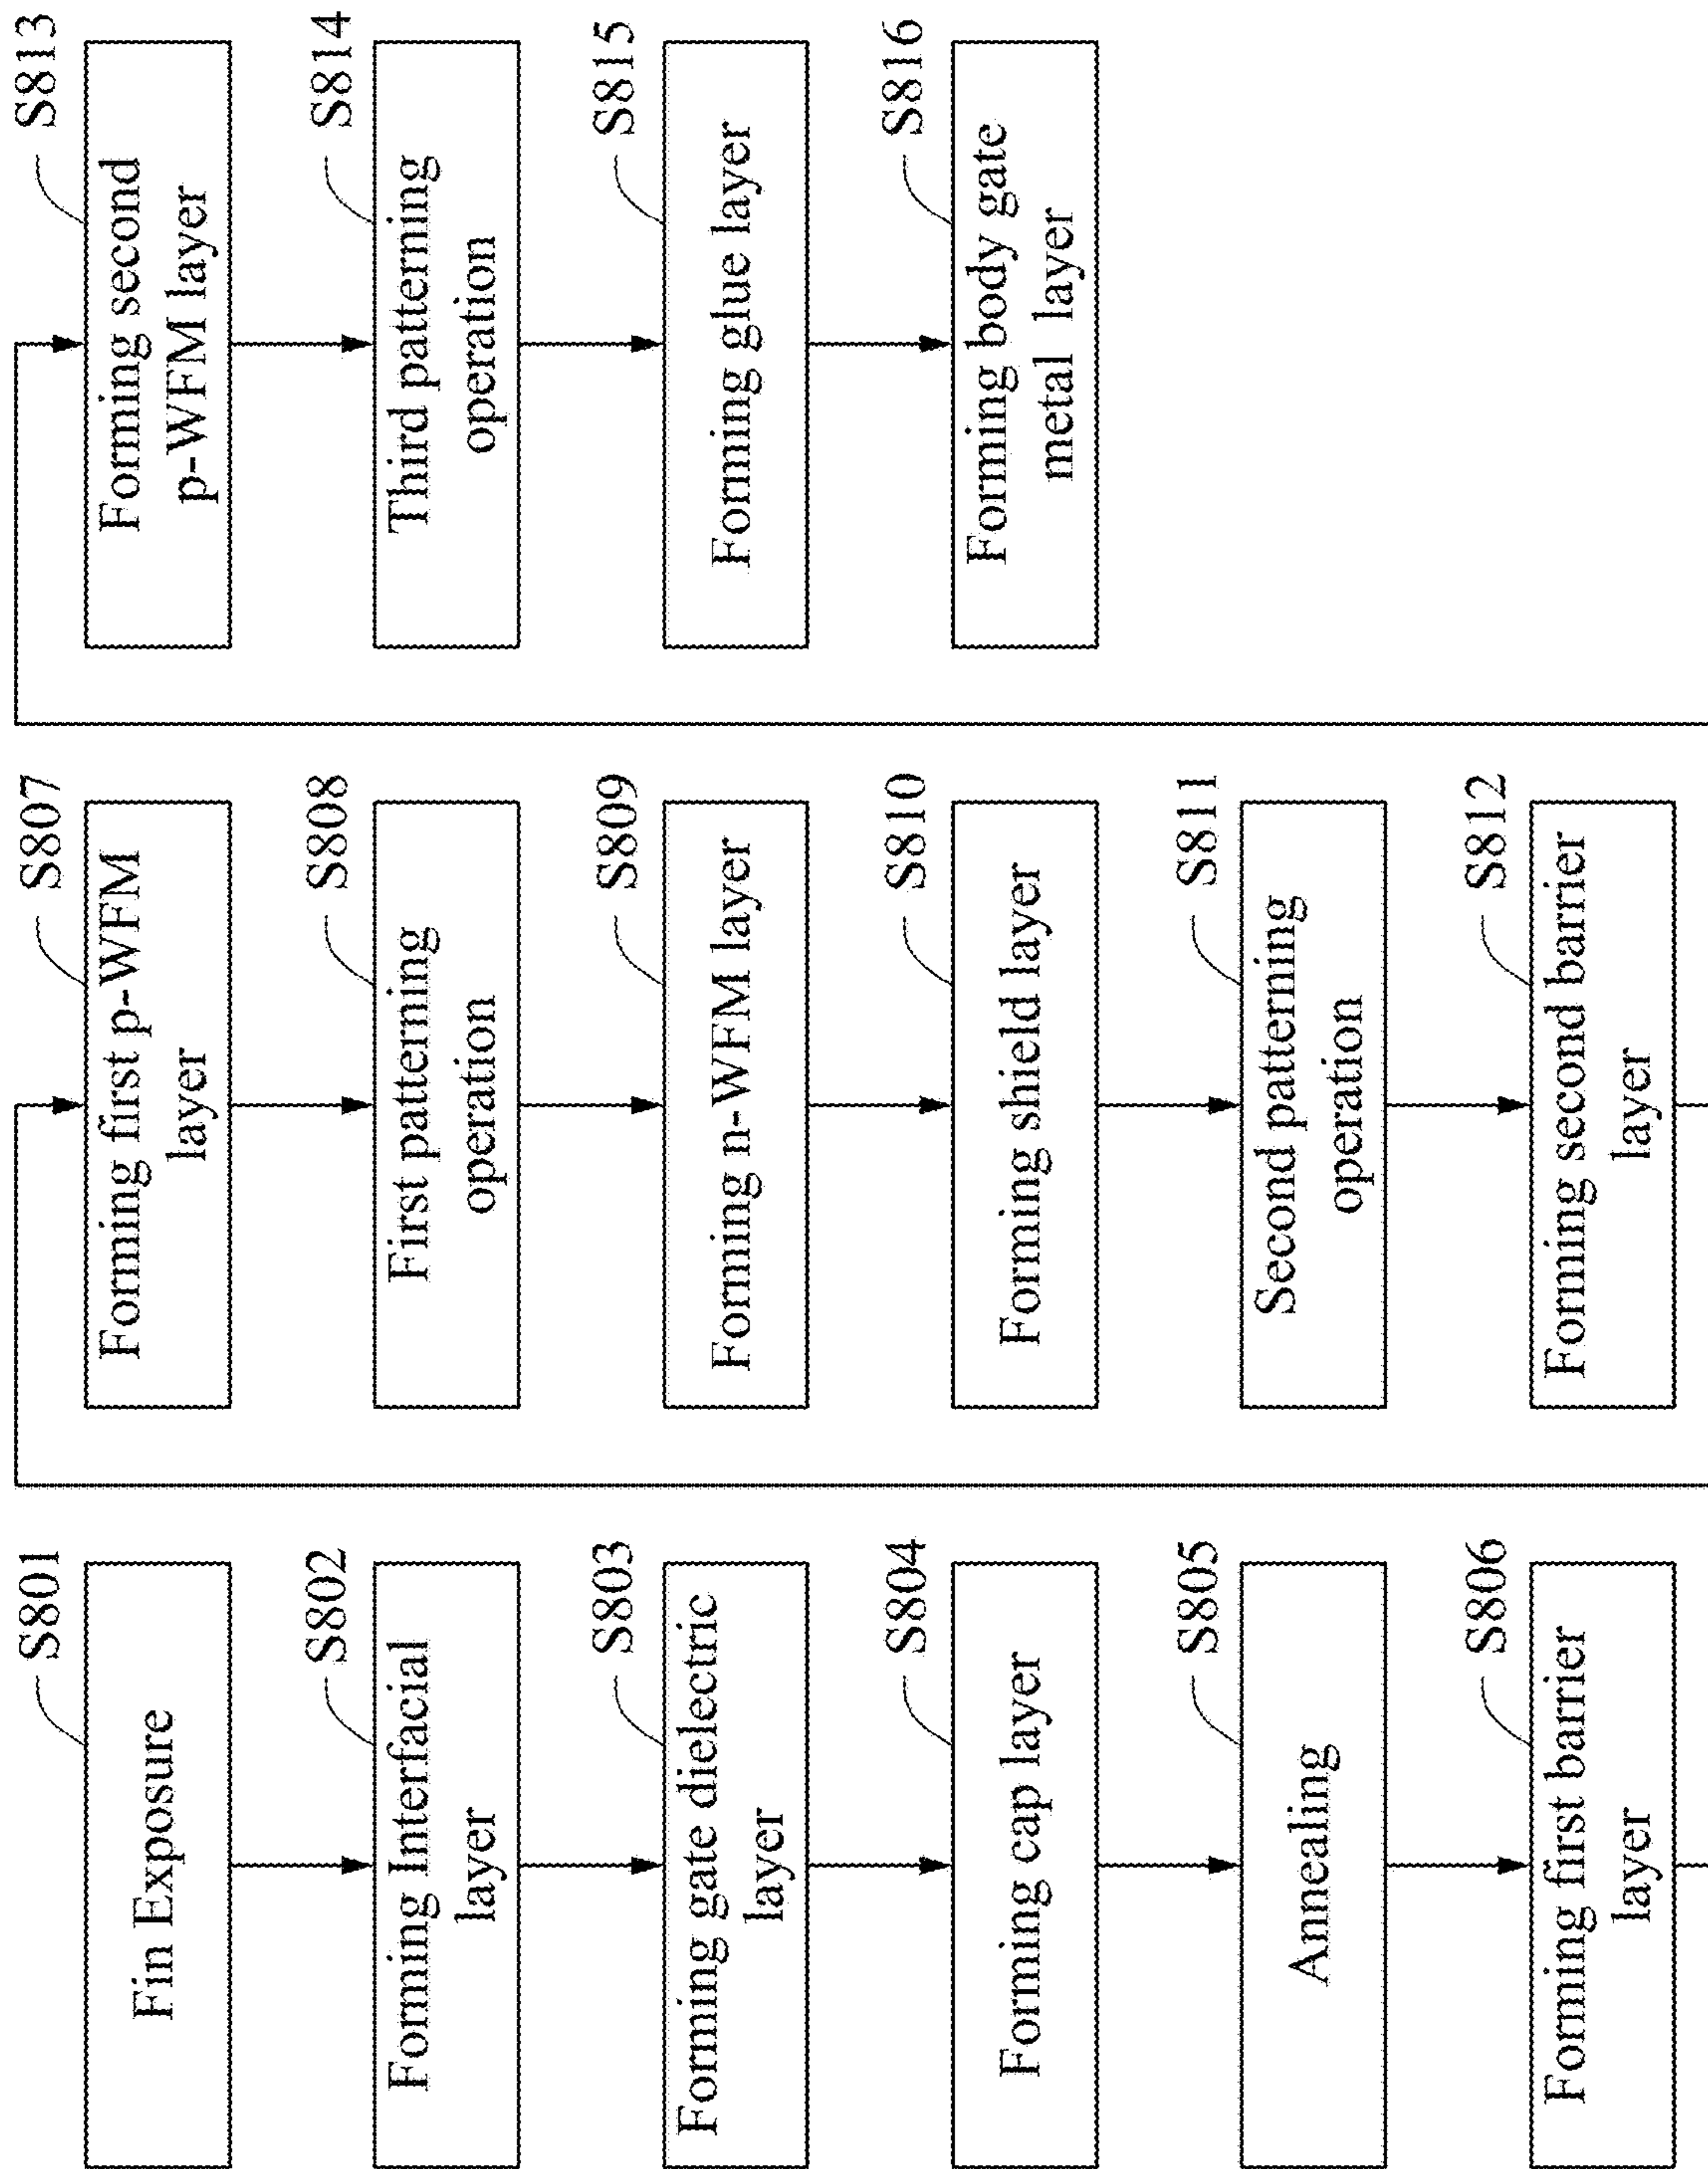 S801
Fin Exposure
S802
Forming Interfacial
layer
S803
Forming gate dielectric
layer
S804
Forming cap layer
S805
Annealing
S806
Forming first barrier
layer
S807
Forming first p-WFM
layer
S808
First patterning
operation
S809
Forming n-WFM layer
S810
Forming shield layer
S811
Second patterning
operation
S812
Forming second barrier
layer
S813
Forming second
p-WFM layer
S814
Third patterning
operation
S815
Forming glue layer
S816
Forming body gate
metal layer